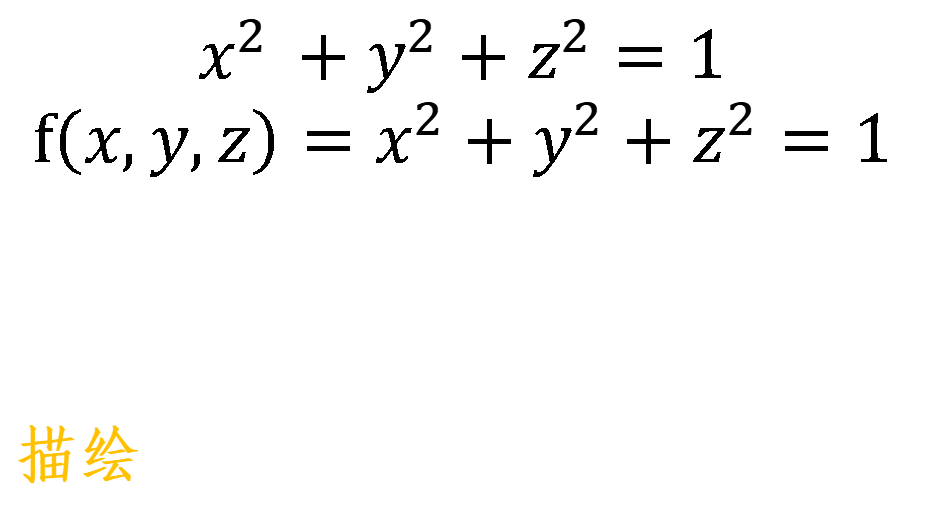 x² + y² + z² = 1
f(x, y, z) = x² + y² + z² = 1
描绘